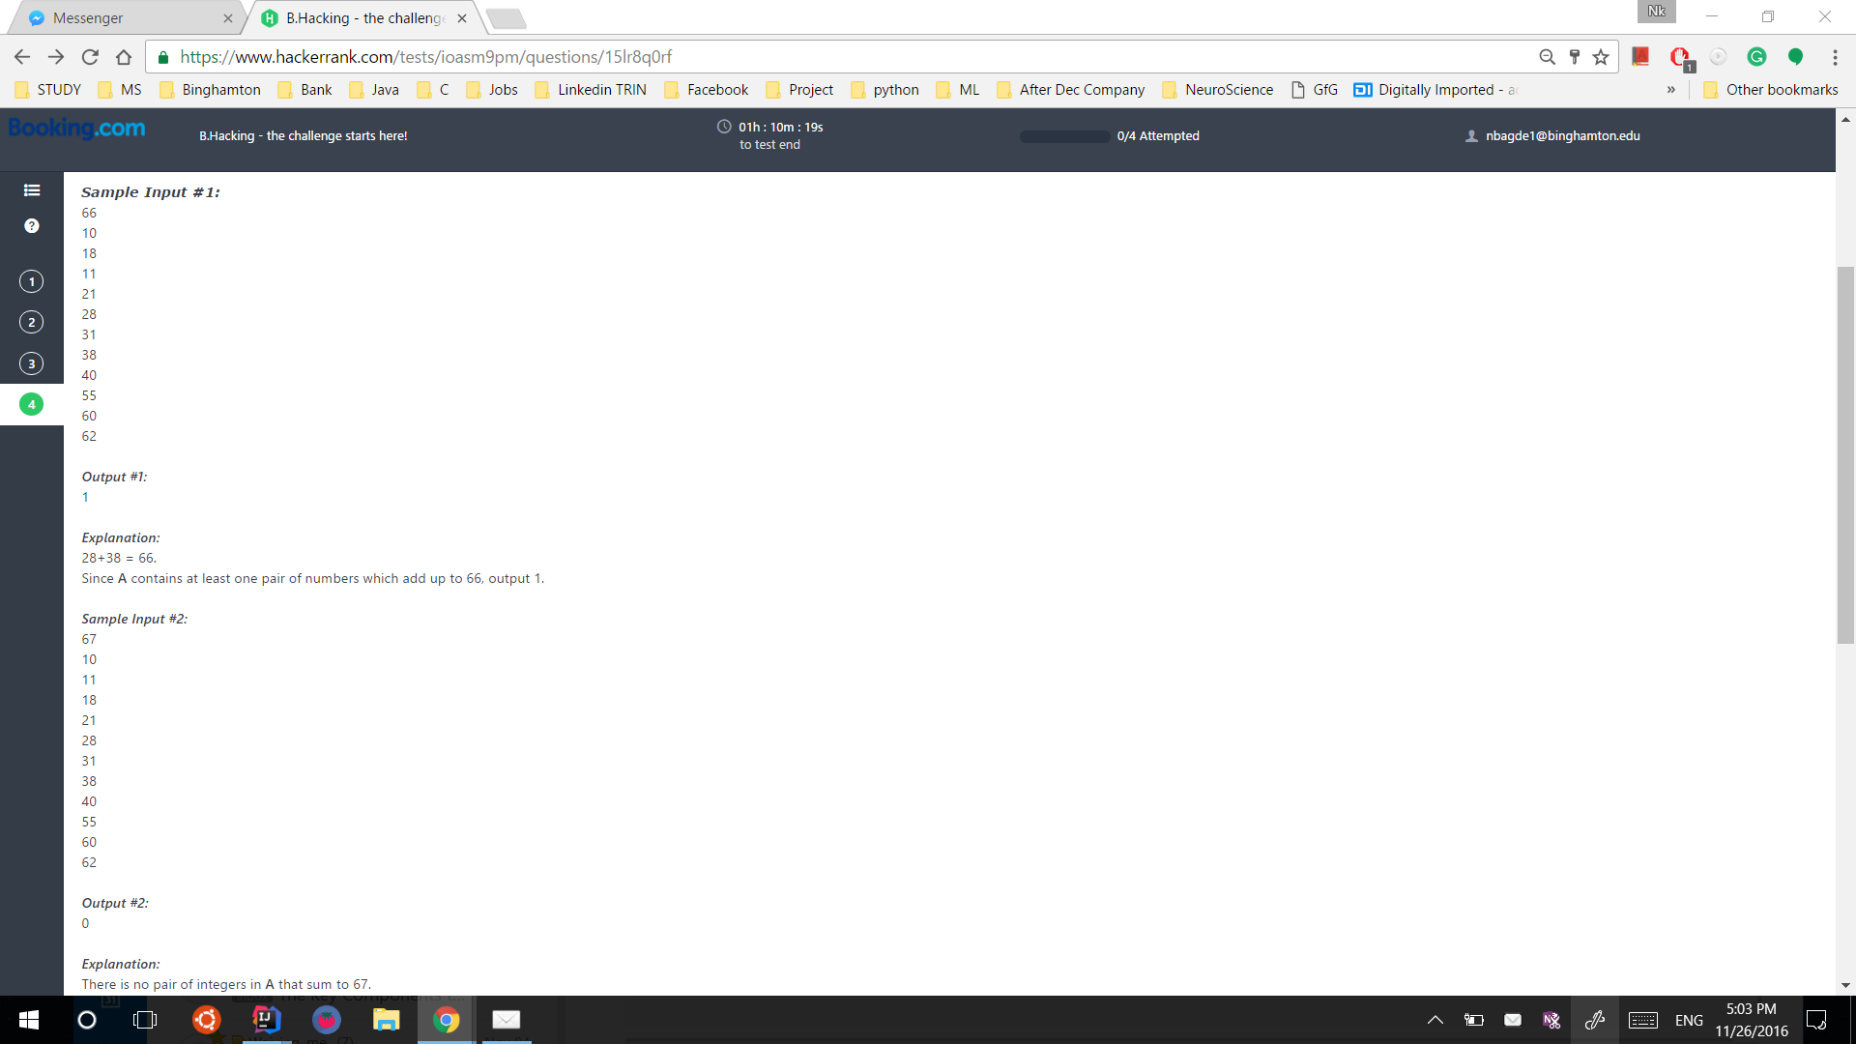 Messenger
B.Hacking - the challeng
Nk
https://www.hackerrank.com/tests/ioasm9pm/questions/15lr8q0rf
1
STUDY MS Binghamton Bank Java C Jobs Linkedin TRIN Facebook Project python ML After Dec Company NeuroScience GfG Digitally Imported - » Other bookmarks
Booking.com
B.Hacking - the challenge starts here!
01h : 10m : 19s
to test end
0/4 Attempted
nbagde1@binghamton.edu
1
2
3
4
Sample Input #1:
66
10
18
11
21
28
31
38
40
55
60
62
Output #1:
1
Explanation:
28+38 = 66.
Since A contains at least one pair of numbers which add up to 66, output 1.
Sample Input #2:
67
10
11
18
21
28
31
38
40
55
60
62
Output #2:
0
Explanation:
There is no pair of integers in A that sum to 67.
ENG
5:03 PM
11/26/2016